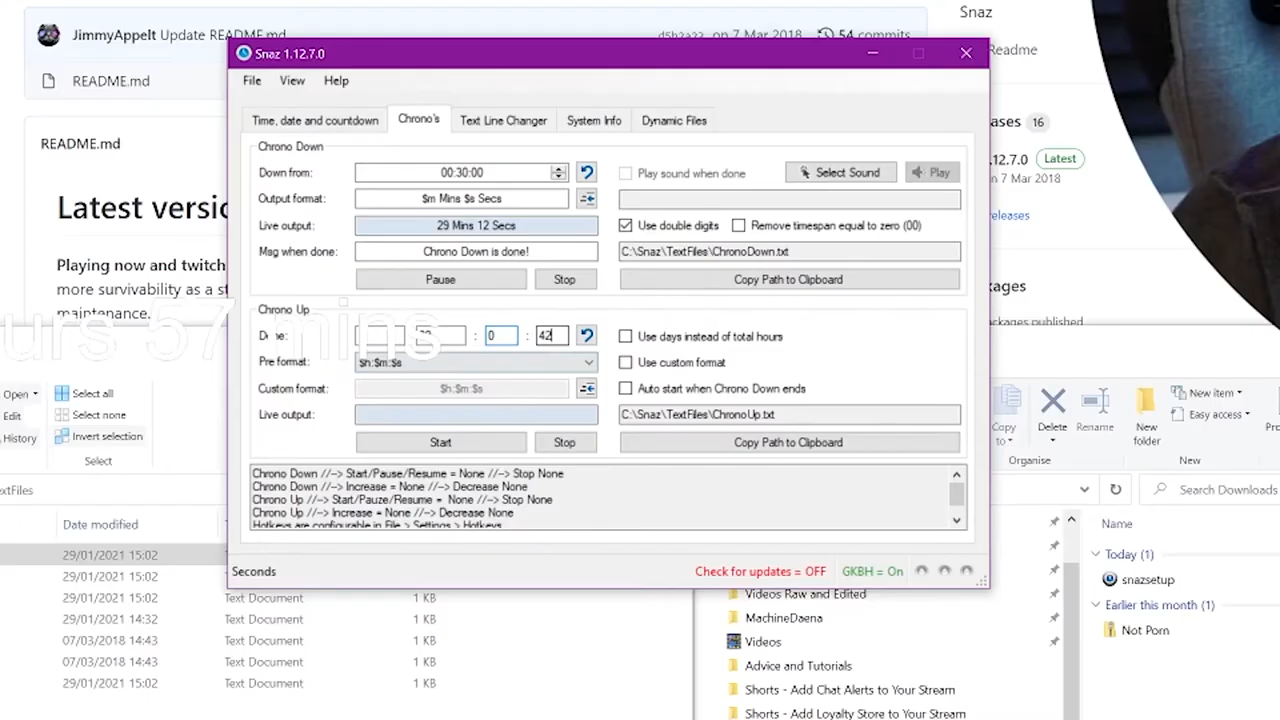 JimmyAppelt Update README.md
on 7 Mar 2018
54 commits
README.md
README.md
Latest
Playing now and twitch
more survivability as a
maintenance.
Snaz
Readme
16
.12.7.0 Latest
on 7 Mar 2018
releases
packages published
Snaz 1.12.7.0
File View Help
Time, date and countdown Chrono's Text Line Changer System Info Dynamic Files
Chrono Down
Down from: 00:30:00
Play sound when done Select Sound Play
Output format: $m Mins $s Secs
Live output: 29 Mins 12 Secs
Use double digits Remove timespan equal to zero (00)
Msg when done: Chrono Down is done!
C:\Snaz\TextFiles\ChronoDown.txt
Pause Stop Copy Path to Clipboard
Chrono Up
: 0 : 42
Use days instead of total hours
Pre format: $h:$m:$s
Use custom format
Custom format: $h:$m:$s
Auto start when Chrono Down ends
Live output:
C:\Snaz\TextFiles\ChronoUp.txt
Start Stop Copy Path to Clipboard
Chrono Down //--> Start/Pause/Resume = None //--> Stop None
Chrono Down //--> Increase = None //--> Decrease None
Chrono Up //--> Start/Pauze/Resume = None //--> Stop None
Chrono Up //--> Increase = None //--> Decrease None
Hotkeys are configurable in File > Settings > Hotkeys
Seconds
Check for updates = OFF GKBH = On
57 mins
Open
Edit
History
Select all
Select none
Invert selection
Select
Copy
to
Delete
Rename
New
folder
New item
Easy access
Organise
New
Search Downloads
Date modified
29/01/2021 15:02
29/01/2021 15:02
29/01/2021 15:02 Text Document 1 KB
29/01/2021 14:32 Text Document 1 KB
07/03/2018 14:43 Text Document 1 KB
07/03/2018 14:43 Text Document 1 KB
29/01/2021 15:02 Text Document 1 KB
Videos Raw and Edited
MachineDaena
Videos
Advice and Tutorials
Shorts - Add Chat Alerts to Your Stream
Shorts - Add Loyalty Store to Your Stream
Name
Today (1)
snazsetup
Earlier this month (1)
Not Porn